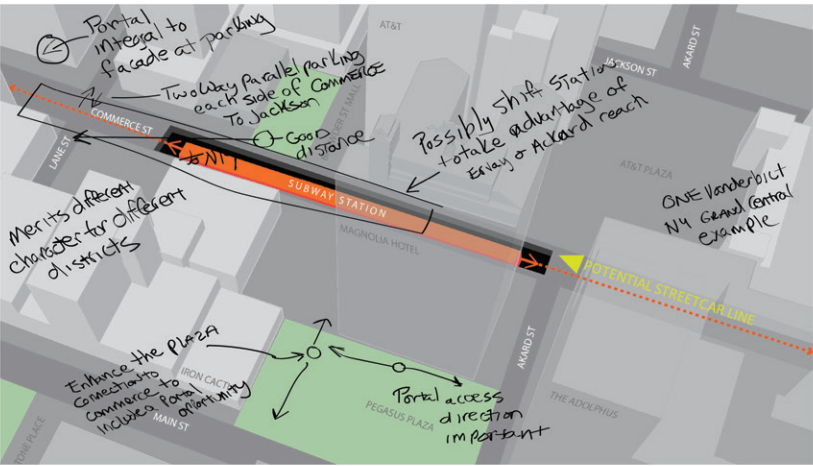 Portal
integral to
facade at parking
Two way Parallel parking
each side of Commerce
To Jackson
Good
distance
Possibly Shift Station
to take advantage of
Ervay or Ackard reach
AT&T
JACKSON ST
AKARD ST
AT&T PLAZA
COMMERCE ST
LANE ST
SUBWAY STATION
MAGNOLIA HOTEL
ONE Vanderbilt
NY Grand Central
example
Merits different
character for different
districts
POTENTIAL STREETCAR LINE
AKARD ST
Enhance the PLAZA
connection to
commerce to
include a portal
opportunity
IRON CACTUS
MAIN ST
Portal access
direction
important
PEGASUS PLAZA
THE ADOLPHUS
STONE PLACE